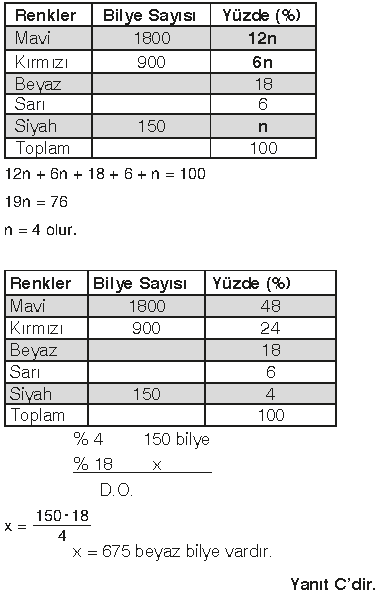 Renkler Bilye Sayısı Yüzde (%)
Mavi 1800 12n
Kırmızı 900 6n
Beyaz 18
Sarı 6
Siyah 150 n
Toplam 100
12n + 6n + 18 + 6 + n = 100
19n = 76
n = 4 olur.
Renkler Bilye Sayısı Yüzde (%)
Mavi 1800 48
Kırmızı 900 24
Beyaz 18
Sarı 6
Siyah 150 4
Toplam 100
% 4 150 bilye
% 18 x
D.O.
x = 150·18 / 4
x = 675 beyaz bilye vardır.
Yanıt C'dir.